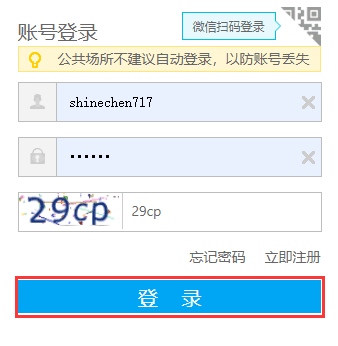 账号登录
微信扫码登录
公共场所不建议自动登录，以防账号丢失
shinechen717
••••••
29cp
29cp
忘记密码 立即注册
登 录